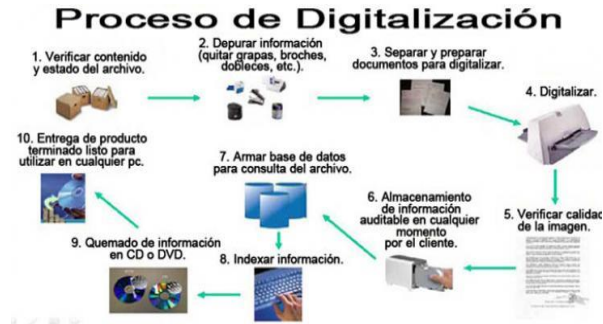 Proceso de Digitalización
1. Verificar contenido
y estado del archivo.
2. Depurar información
(quitar grapas, broches,
dobleces, etc.).
3. Separar y preparar
documentos para digitalizar.
4. Digitalizar.
5. Verificar calidad
de la imagen.
6. Almacenamiento
de información
auditable en cualquier
momento
por el cliente.
7. Armar base de datos
para consulta del archivo.
8. Indexar información.
9. Quemado de información
en CD o DVD.
10. Entrega de producto
terminado listo para
utilizar en cualquier pc.